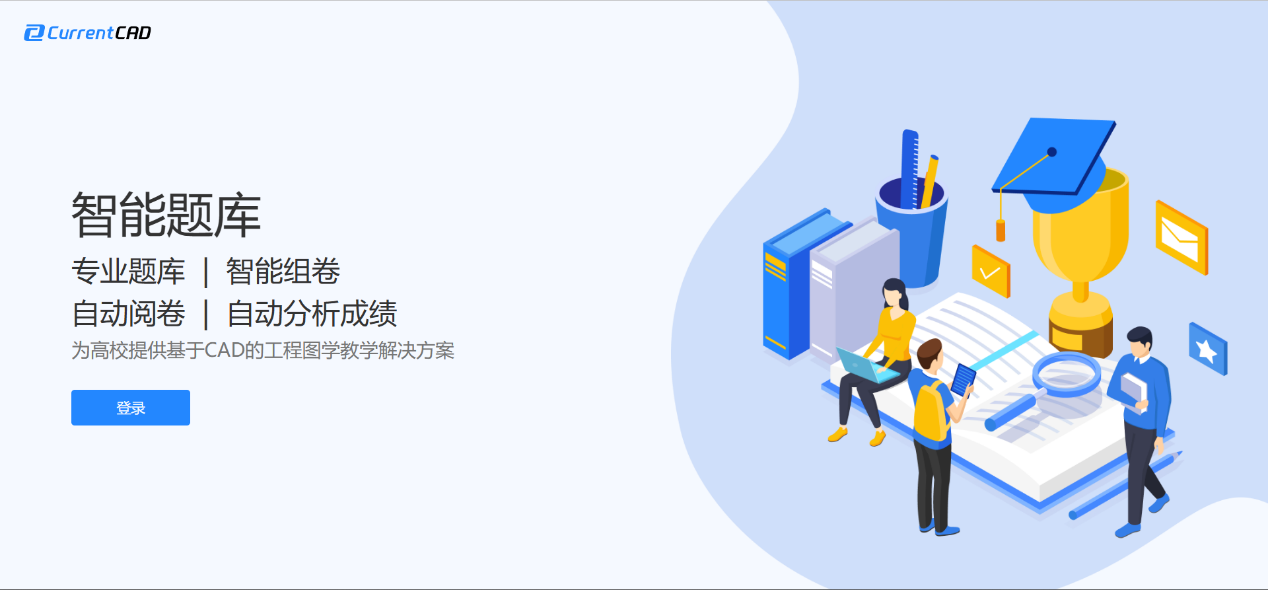 CurrentCAD
智能题库
专业题库 | 智能组卷
自动阅卷 | 自动分析成绩
为高校提供基于CAD的工程图学教学解决方案
登录